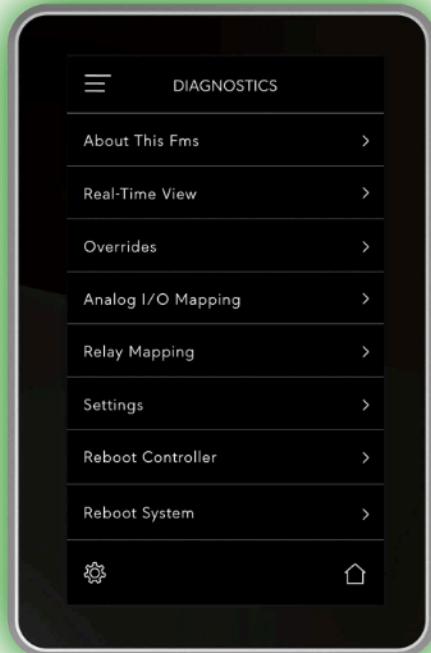 DIAGNOSTICS
About This Fms
Real-Time View
Overrides
Analog I/O Mapping
Relay Mapping
Settings
Reboot Controller
Reboot System